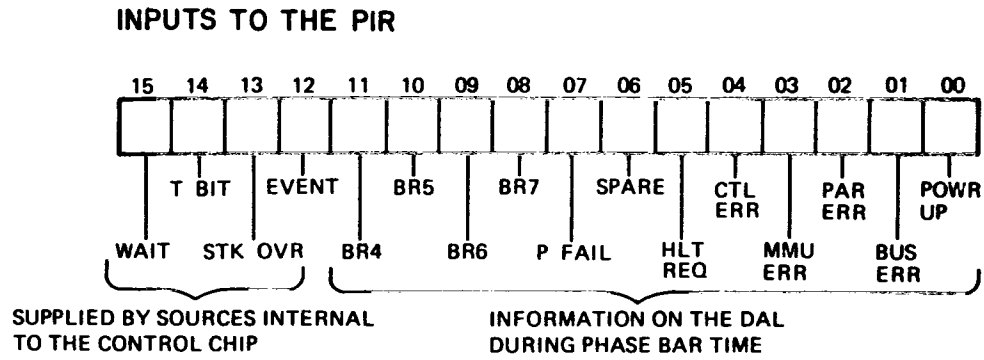 INPUTS TO THE PIR
15 14 13 12 11 10 09 08 07 06 05 04 03 02 01 00
T BIT EVENT BR5 BR7 SPARE CTL ERR PAR ERR POWR UP
WAIT STK OVR BR4 BR6 P FAIL HLT REQ MMU ERR BUS ERR
SUPPLIED BY SOURCES INTERNAL
TO THE CONTROL CHIP
INFORMATION ON THE DAL
DURING PHASE BAR TIME